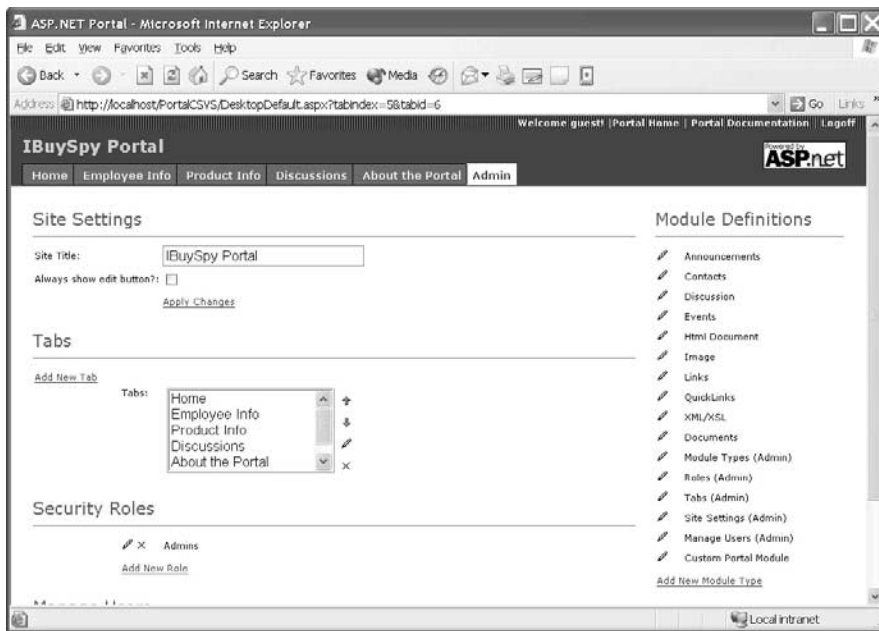 ASP.NET Portal - Microsoft Internet Explorer
File Edit View Favorites Tools Help
Back Search Favorites Media
Address http://localhost/PortalCSVS/DesktopDefault.aspx?tabindex=5&tabid=6 Go Links »
Welcome guest! |Portal Home | Portal Documentation | Logoff
IBuySpy Portal
Powered by
ASP.net
Home Employee Info Product Info Discussions About the Portal Admin
Site Settings
Site Title: IBuySpy Portal
Always show edit button?:
Apply Changes
Tabs
Add New Tab
Tabs:
Home
Employee Info
Product Info
Discussions
About the Portal
Security Roles
Admins
Add New Role
Module Definitions
Announcements
Contacts
Discussion
Events
Html Document
Image
Links
QuickLinks
XML/XSL
Documents
Module Types (Admin)
Roles (Admin)
Tabs (Admin)
Site Settings (Admin)
Manage Users (Admin)
Custom Portal Module
Add New Module Type
Local intranet